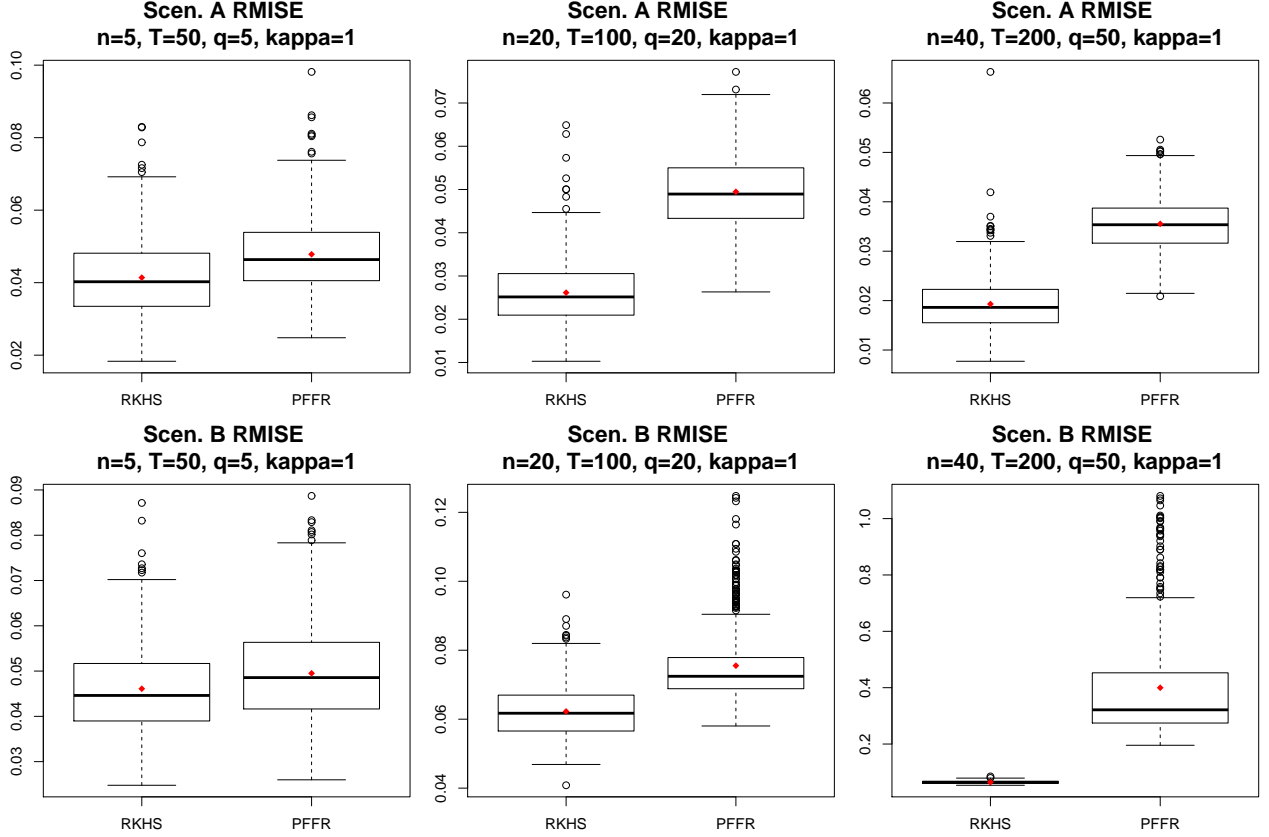 Scen. A RMISE
n=5, T=50, q=5, kappa=1
0.10
0.08
0.06
0.04
0.02
RKHS PFFR
Scen. A RMISE
n=20, T=100, q=20, kappa=1
0.07
0.06
0.05
0.04
0.03
0.02
0.01
RKHS PFFR
Scen. A RMISE
n=40, T=200, q=50, kappa=1
0.06
0.05
0.04
0.03
0.02
0.01
RKHS PFFR
Scen. B RMISE
n=5, T=50, q=5, kappa=1
0.09
0.08
0.07
0.06
0.05
0.04
0.03
RKHS PFFR
Scen. B RMISE
n=20, T=100, q=20, kappa=1
0.12
0.10
0.08
0.06
0.04
RKHS PFFR
Scen. B RMISE
n=40, T=200, q=50, kappa=1
1.0
0.8
0.6
0.4
0.2
RKHS PFFR